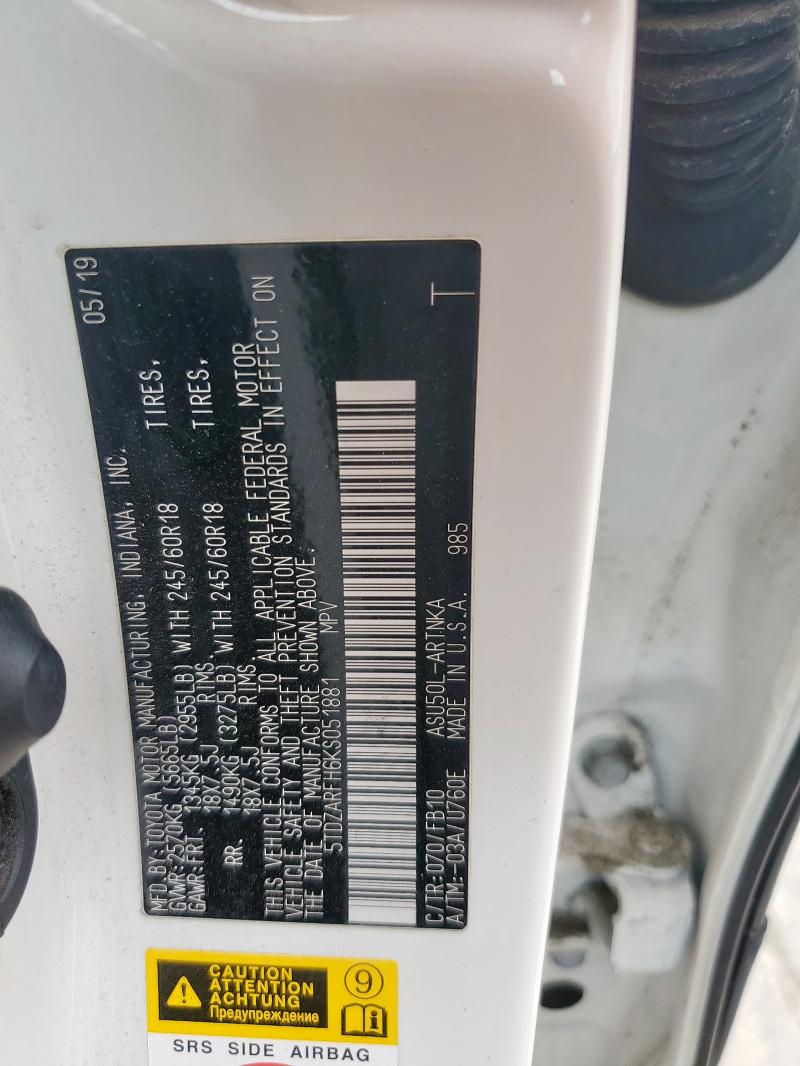 MFD.BY:TOYOTA MOTOR MANUFACTURING, INDIANA, INC. 05/19
GVWR:2570KG (5665LB)
GAWR:FRT. 1345KG (2955LB) WITH 245/60R18 TIRES,
18X7.5J RIMS
RR. 1490KG (3275LB) WITH 245/60R18 TIRES,
18X7.5J RIMS
THIS VEHICLE CONFORMS TO ALL APPLICABLE FEDERAL MOTOR
VEHICLE SAFETY AND THEFT PREVENTION STANDARDS IN EFFECT ON
THE DATE OF MANUFACTURE SHOWN ABOVE.
5TDZARFH6KS051881 MPV
C/TR:070/FB10 ASU50L-ARTNKA T
A/TM:-03A/U760E MADE IN U.S.A. 985
CAUTION
ATTENTION
ACHTUNG
Предупреждение
9
i
SRS SIDE AIRBAG